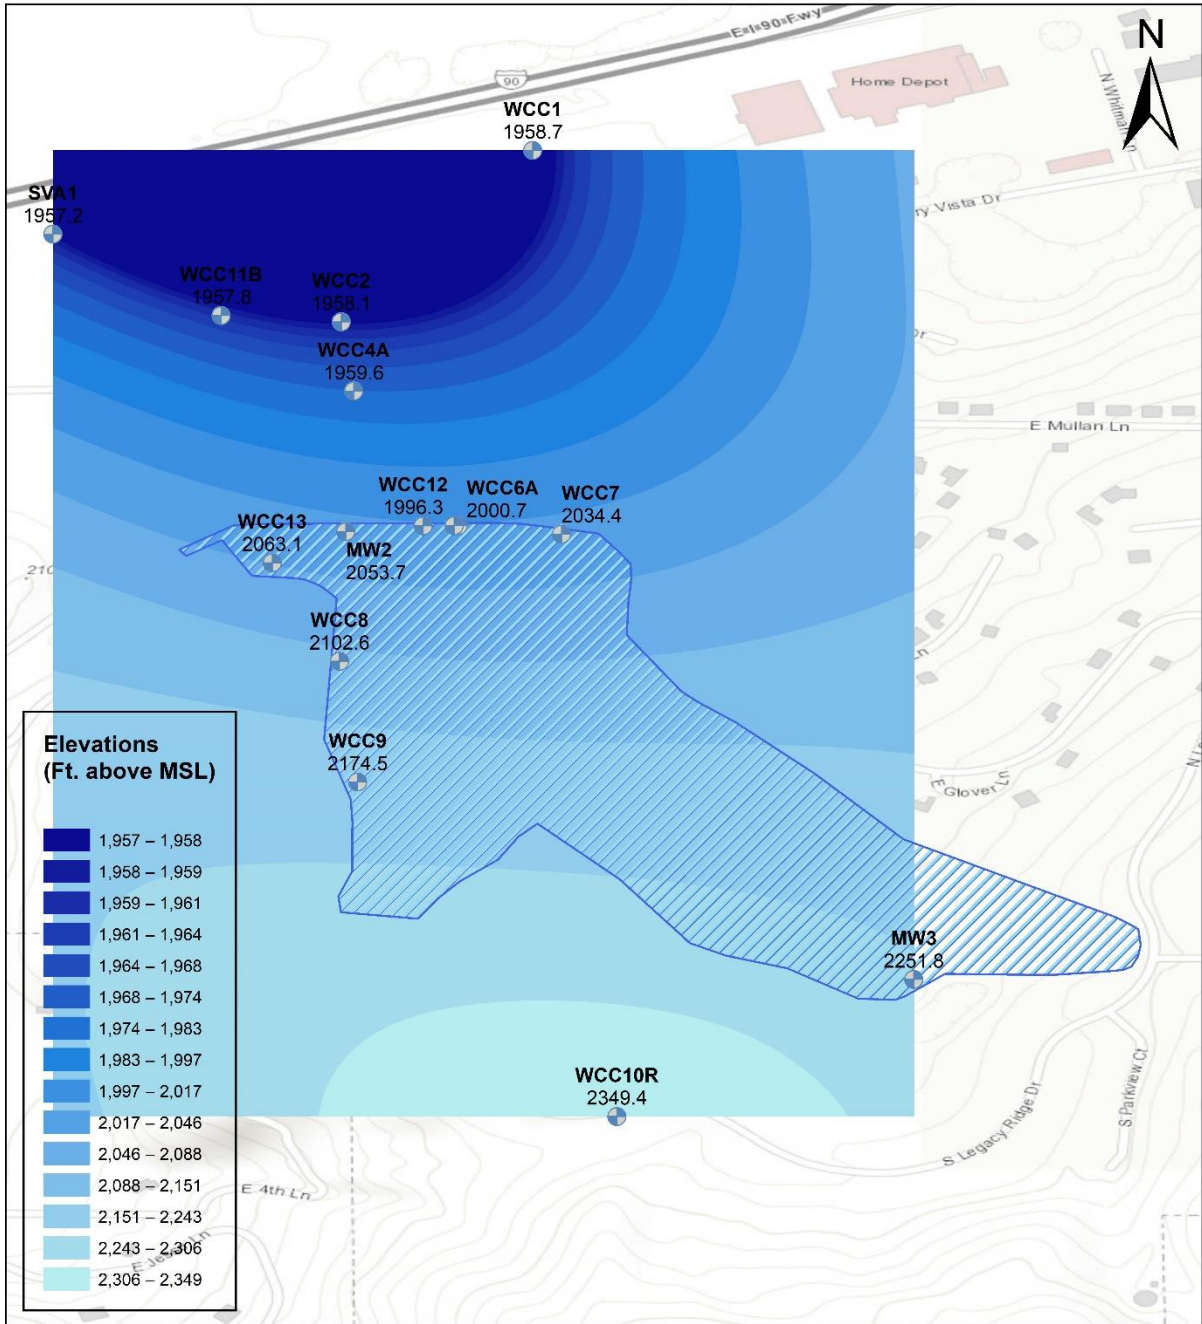 E-I-90-Fwy
N
90
Home Depot
N Whitman Ln
WCC1
1958.7
SVA1
1957.2
ry Vista Dr
WCC11B
1957.8
WCC2
1958.1
WCC4A
1959.6
E Mullan Ln
WCC12
1996.3
WCC6A
2000.7
WCC7
2034.4
WCC13
2063.1
MW2
2053.7
210
WCC8
2102.6
Ln
WCC9
2174.5
E Glover Ln
Elevations
(Ft. above MSL)
1,957 – 1,958
1,958 – 1,959
1,959 – 1,961
1,961 – 1,964
1,964 – 1,968
1,968 – 1,974
1,974 – 1,983
1,983 – 1,997
1,997 – 2,017
2,017 – 2,046
2,046 – 2,088
2,088 – 2,151
2,151 – 2,243
2,243 – 2,306
2,306 – 2,349
MW3
2251.8
WCC10R
2349.4
S Legacy Ridge Dr
S Parkview Ct
E 4th Ln